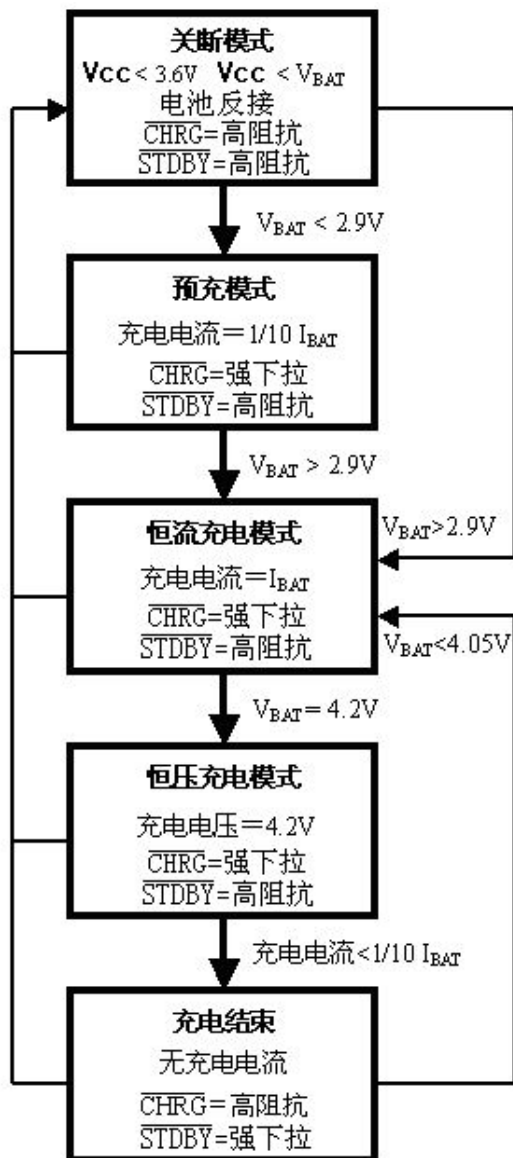 关断模式
Vcc < 3.6V Vcc < VBAT
电池反接
CHRG=高阻抗
STDBY=高阻抗
VBAT < 2.9V
预充模式
充电电流=1/10 IBAT
CHRG=强下拉
STDBY=高阻抗
VBAT > 2.9V
恒流充电模式
充电电流=IBAT
CHRG=强下拉
STDBY=高阻抗
VBAT>2.9V
VBAT<4.05V
VBAT=4.2V
恒压充电模式
充电电压=4.2V
CHRG=强下拉
STDBY=高阻抗
充电电流<1/10 IBAT
充电结束
无充电电流
CHRG=高阻抗
STDBY=强下拉